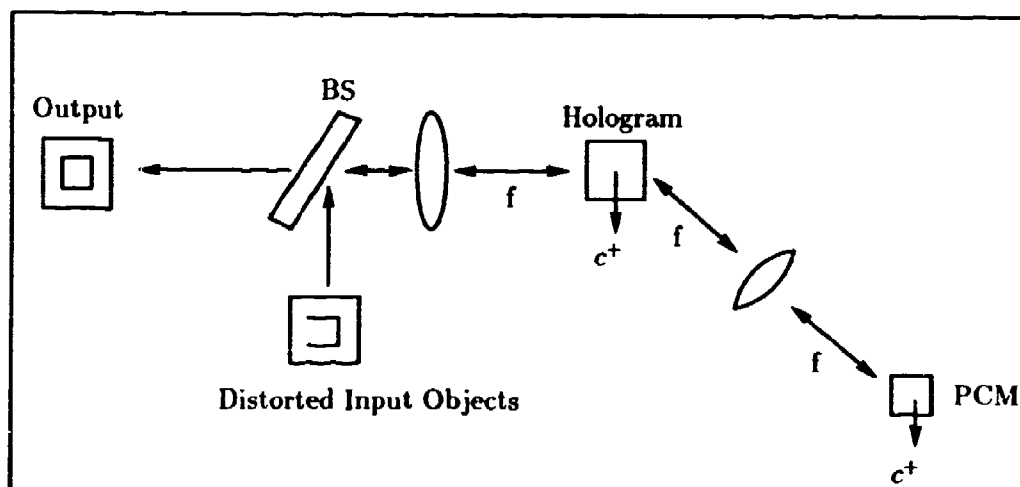 BS
Output
Hologram
f
c⁺
f
f
Distorted Input Objects
PCM
c⁺